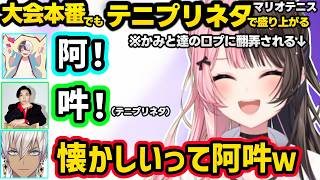 大会本番でもテニプリネタで盛り上がる
マリオテニス
※かみと達のロブに翻弄される↓
阿！
吽！
(テニプリネタ)
懐かしいって阿吽w